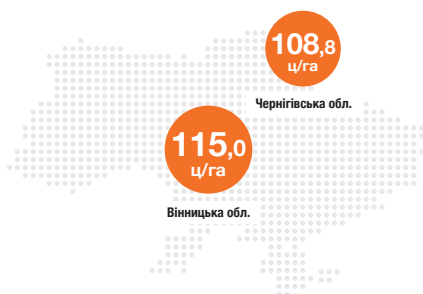 108,8
ц/га
Чернігівська обл.
115,0
ц/га
Вінницька обл.